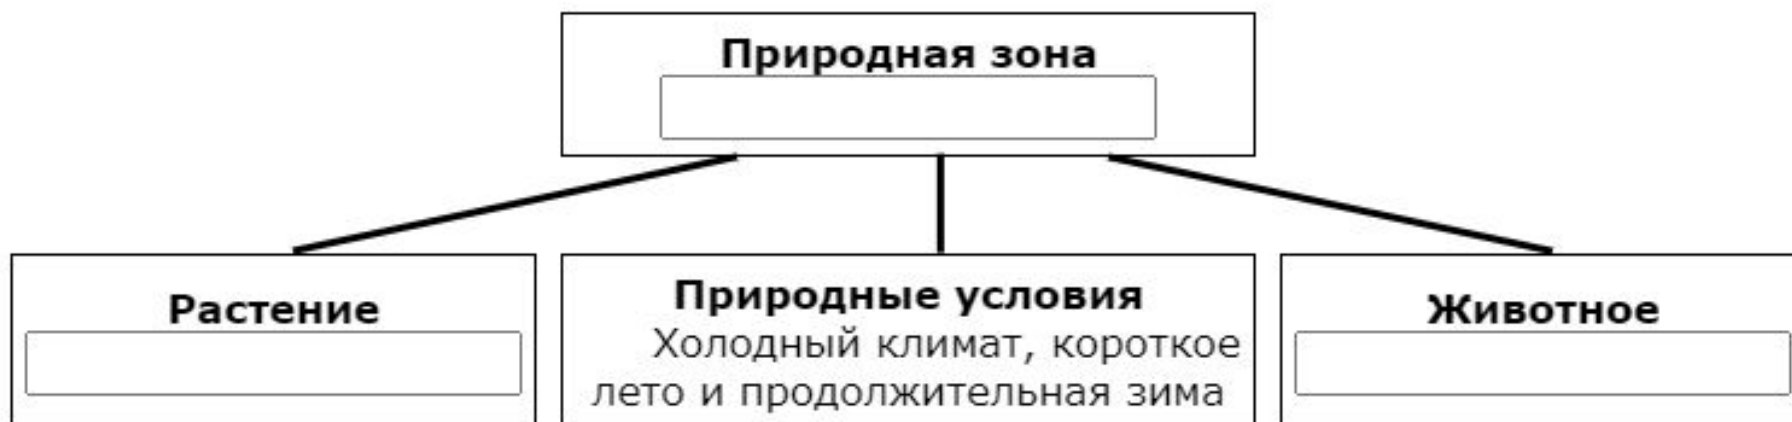 Природная зона
Растение
Природные условия
Холодный климат, короткое
лето и продолжительная зима
Животное